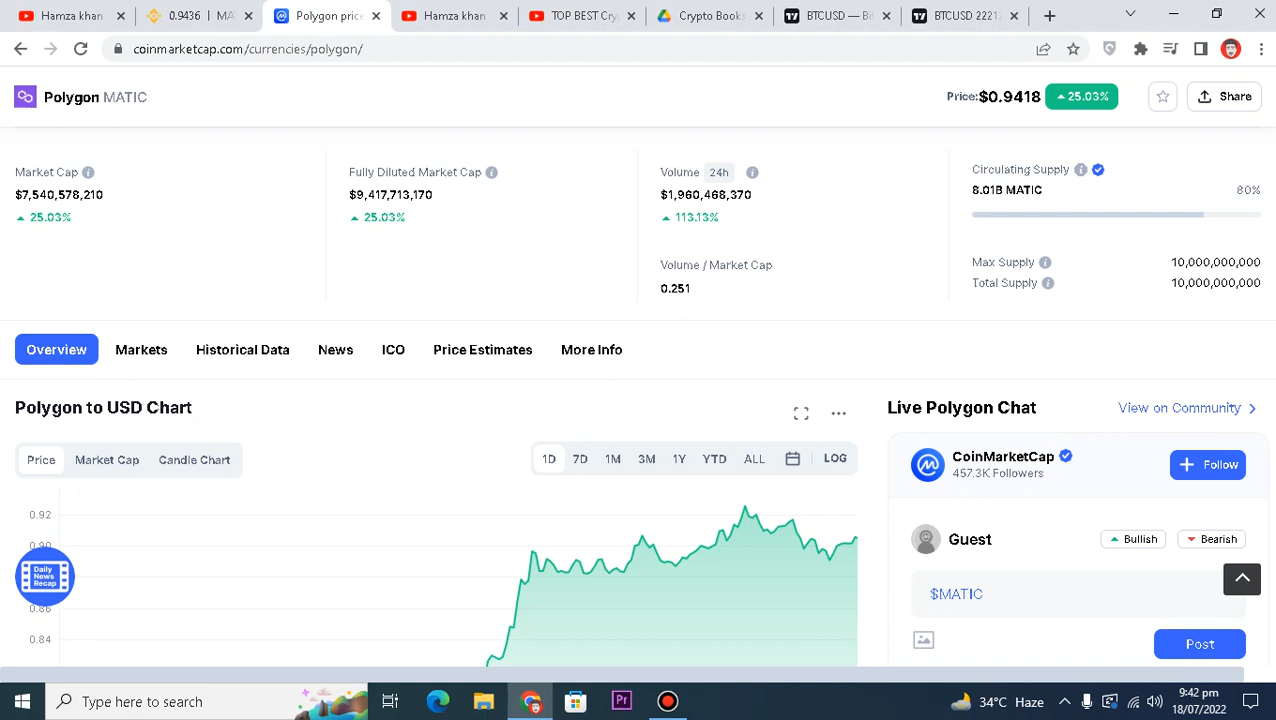 Hamza khan -
0.9436 | MA
Polygon price
Hamza khan
TOP BEST Cry
Crypto Books
BTCUSD — Bi
BTCUSD 2212
coinmarketcap.com/currencies/polygon/
Polygon MATIC
Price: $0.9418 25.03%
Share
Market Cap
$7,540,578,210
25.03%
Fully Diluted Market Cap
$9,417,713,170
25.03%
Volume 24h
$1,960,468,370
113.13%
Volume / Market Cap
0.251
Circulating Supply
8.01B MATIC 80%
Max Supply 10,000,000,000
Total Supply 10,000,000,000
Overview Markets Historical Data News ICO Price Estimates More Info
Polygon to USD Chart
Price Market Cap Candle Chart
1D 7D 1M 3M 1Y YTD ALL LOG
0.92
0.90
0.86
0.84
Daily
News
Recap
Live Polygon Chat
View on Community
CoinMarketCap
457.3K Followers
Follow
Guest
Bullish
Bearish
$MATIC
Post
Type here to search
Pr
34°C Haze
9:42 pm
18/07/2022